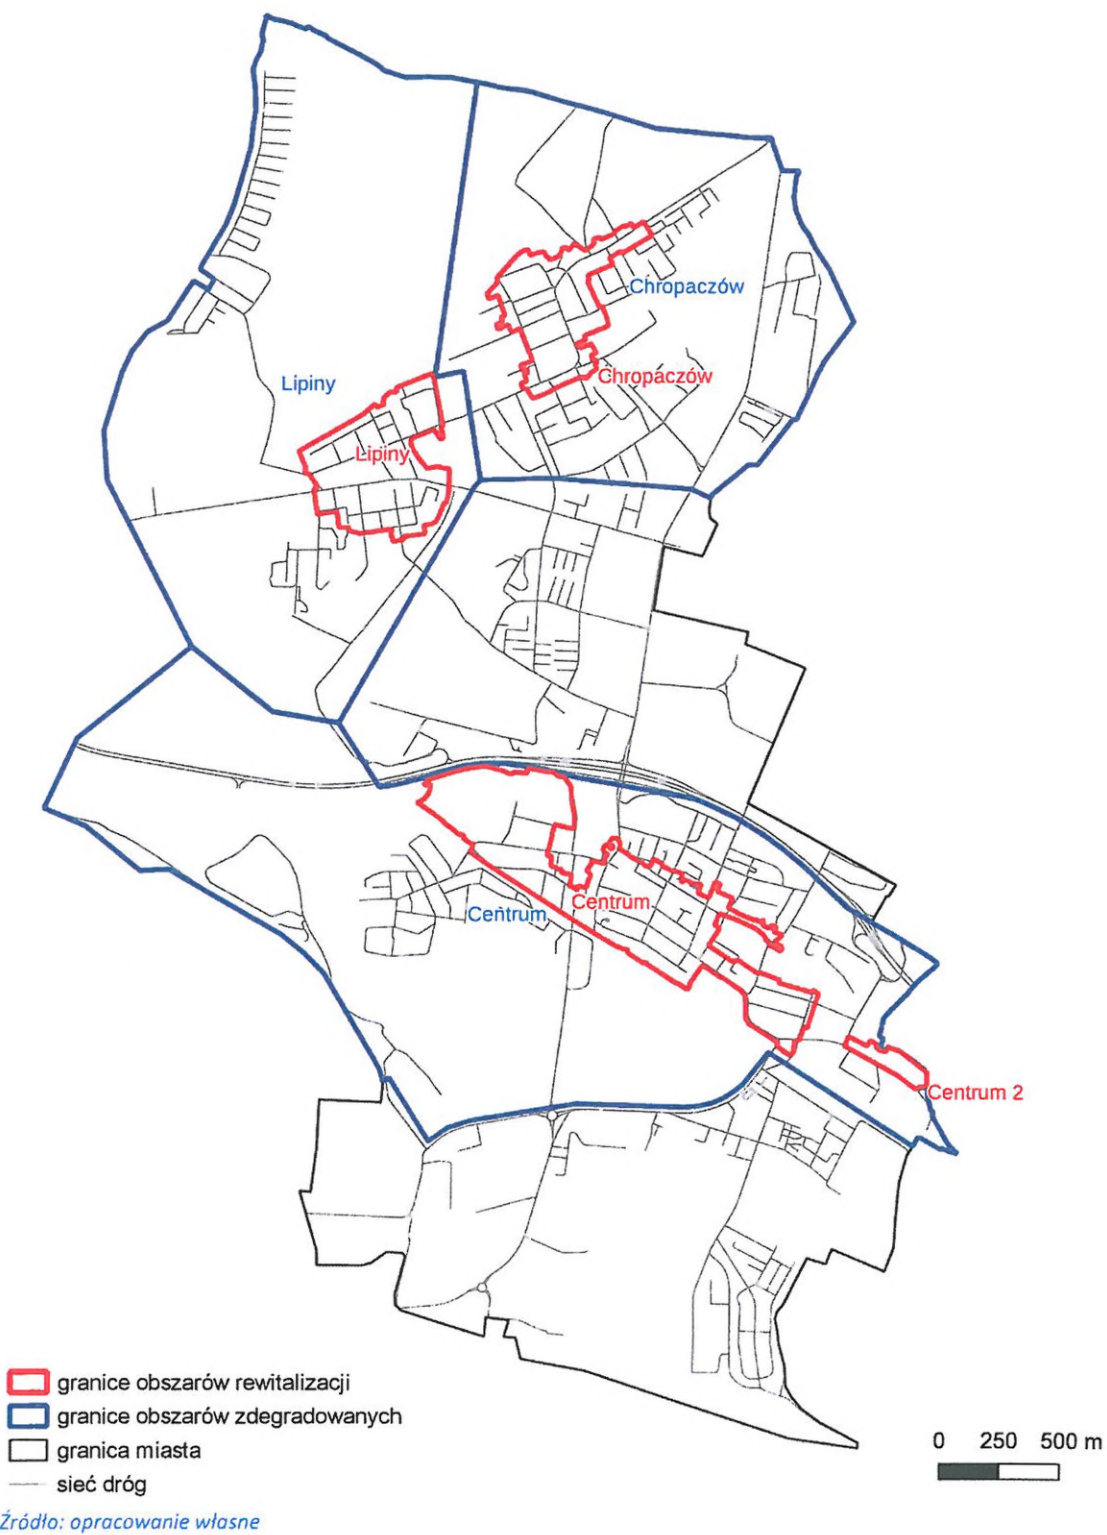 Chropaczów
Lipiny
Chropaczów
Lipiny
Centrum
Centrum
Centrum 2
granice obszarów rewitalizacji
granice obszarów zdegradowanych
granica miasta
sieć dróg
0 250 500 m
Źródło: opracowanie własne